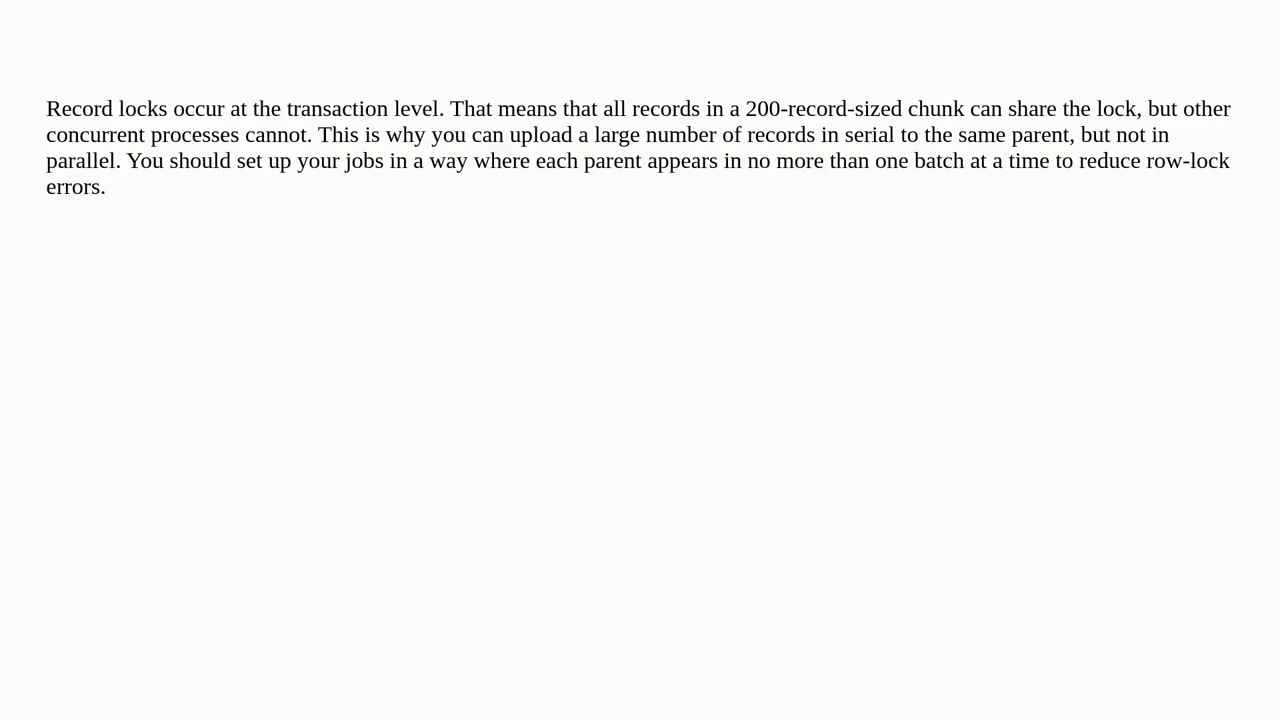 Record locks occur at the transaction level. That means that all records in a 200-record-sized chunk can share the lock, but other
concurrent processes cannot. This is why you can upload a large number of records in serial to the same parent, but not in
parallel. You should set up your jobs in a way where each parent appears in no more than one batch at a time to reduce row-lock
errors.